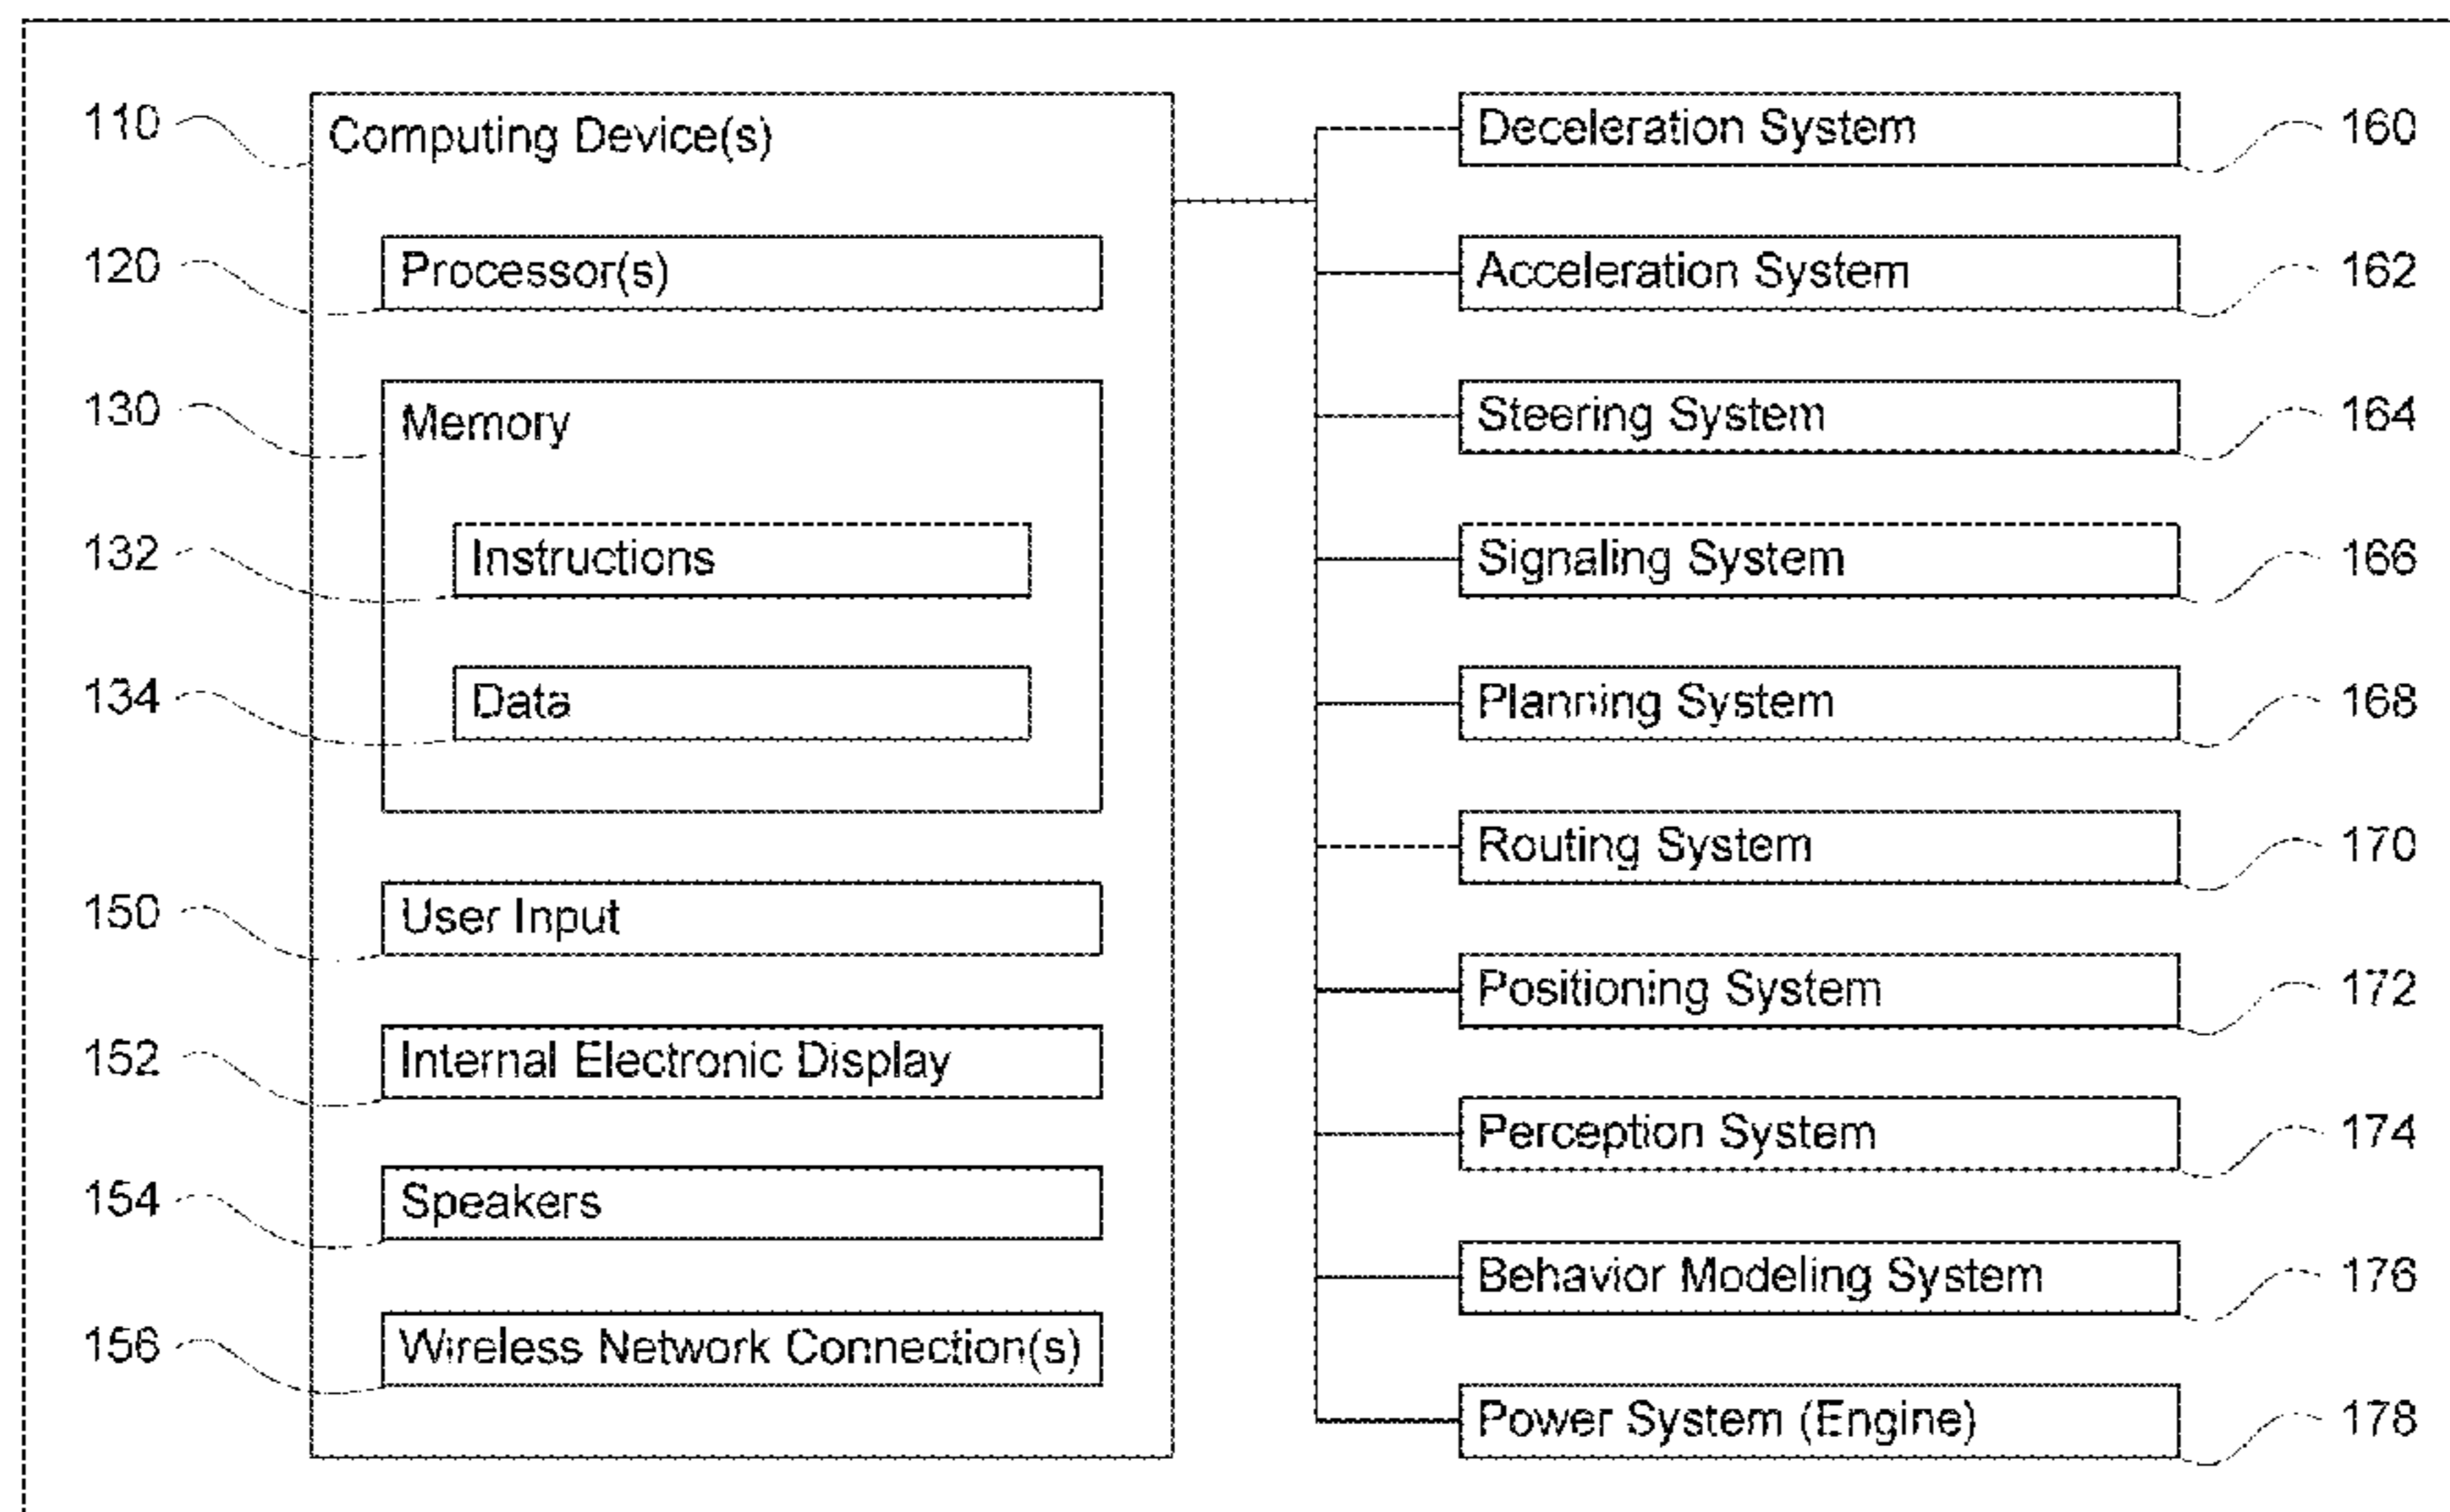 110 Computing Device(s)
120 Processor(s)
130 Memory
132 Instructions
134 Data
150 User Input
152 Internal Electronic Display
154 Speakers
156 Wireless Network Connection(s)
Deceleration System 160
Acceleration System 162
Steering System 164
Signaling System 166
Planning System 168
Routing System 170
Positioning System 172
Perception System 174
Behavior Modeling System 176
Power System (Engine) 178